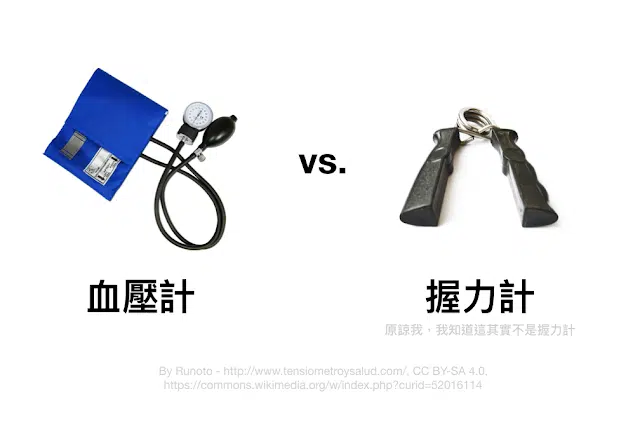 vs.
血壓計
握力計
原諒我，我知道這其實不是握力計
By Runoto - http://www.tensiometroysalud.com/, CC BY-SA 4.0,
https://commons.wikimedia.org/w/index.php?curid=52016114